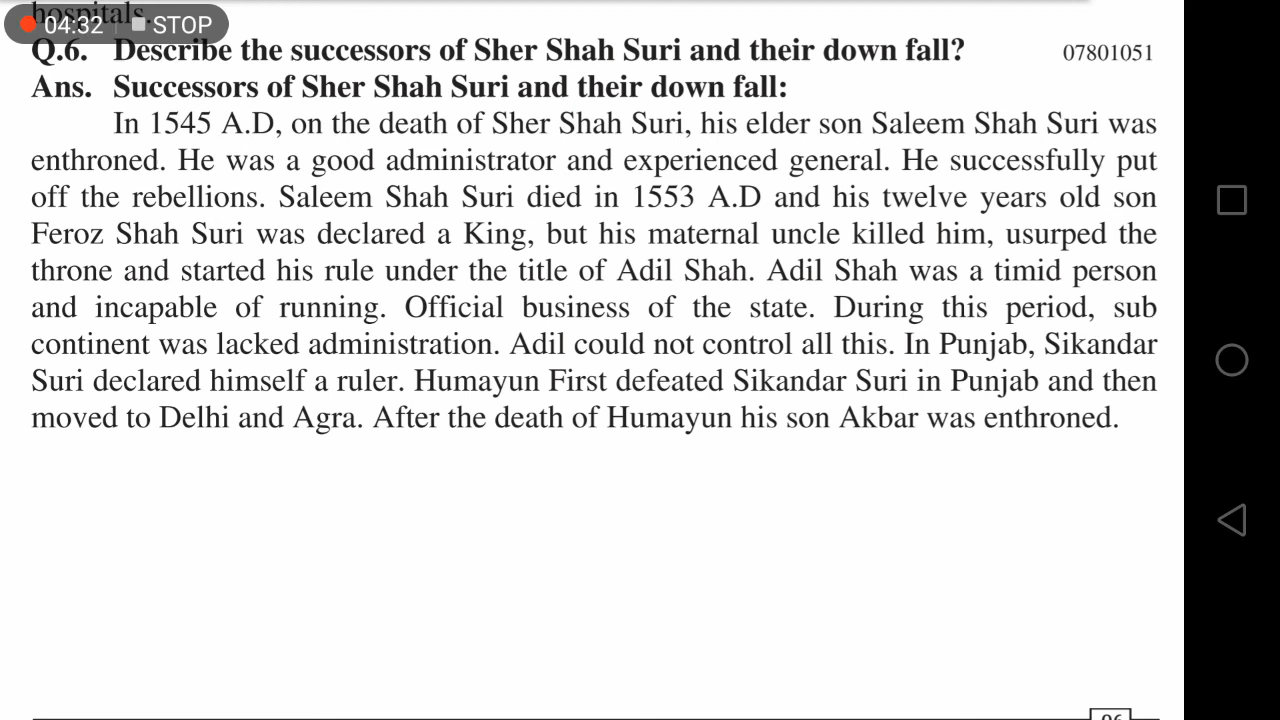 hospitals.
04:32 STOP
Q.6. Describe the successors of Sher Shah Suri and their down fall? 07801051
Ans. Successors of Sher Shah Suri and their down fall:
In 1545 A.D, on the death of Sher Shah Suri, his elder son Saleem Shah Suri was
enthroned. He was a good administrator and experienced general. He successfully put
off the rebellions. Saleem Shah Suri died in 1553 A.D and his twelve years old son
Feroz Shah Suri was declared a King, but his maternal uncle killed him, usurped the
throne and started his rule under the title of Adil Shah. Adil Shah was a timid person
and incapable of running. Official business of the state. During this period, sub
continent was lacked administration. Adil could not control all this. In Punjab, Sikandar
Suri declared himself a ruler. Humayun First defeated Sikandar Suri in Punjab and then
moved to Delhi and Agra. After the death of Humayun his son Akbar was enthroned.